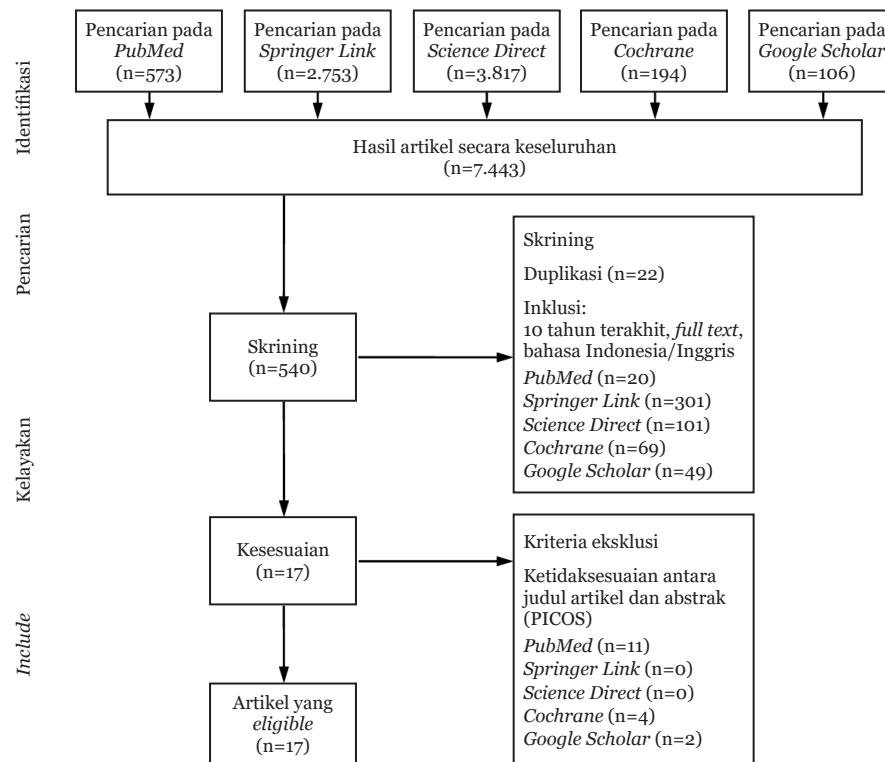 Identifikasi
Pencarian pada
PubMed
(n=573)
Pencarian pada
Springer Link
(n=2.753)
Pencarian pada
Science Direct
(n=3.817)
Pencarian pada
Cochrane
(n=194)
Pencarian pada
Google Scholar
(n=106)
Hasil artikel secara keseluruhan
(n=7.443)
Pencarian
Skrining
(n=540)
Skrining
Duplikasi (n=22)
Inklusi:
10 tahun terakhit, full text,
bahasa Indonesia/Inggris
PubMed (n=20)
Springer Link (n=301)
Science Direct (n=101)
Cochrane (n=69)
Google Scholar (n=49)
Kelayakan
Kesesuaian
(n=17)
Kriteria eksklusi
Ketidaksesuaian antara
judul artikel dan abstrak
(PICOS)
PubMed (n=11)
Springer Link (n=0)
Science Direct (n=0)
Cochrane (n=4)
Google Scholar (n=2)
Include
Artikel yang
eligible
(n=17)